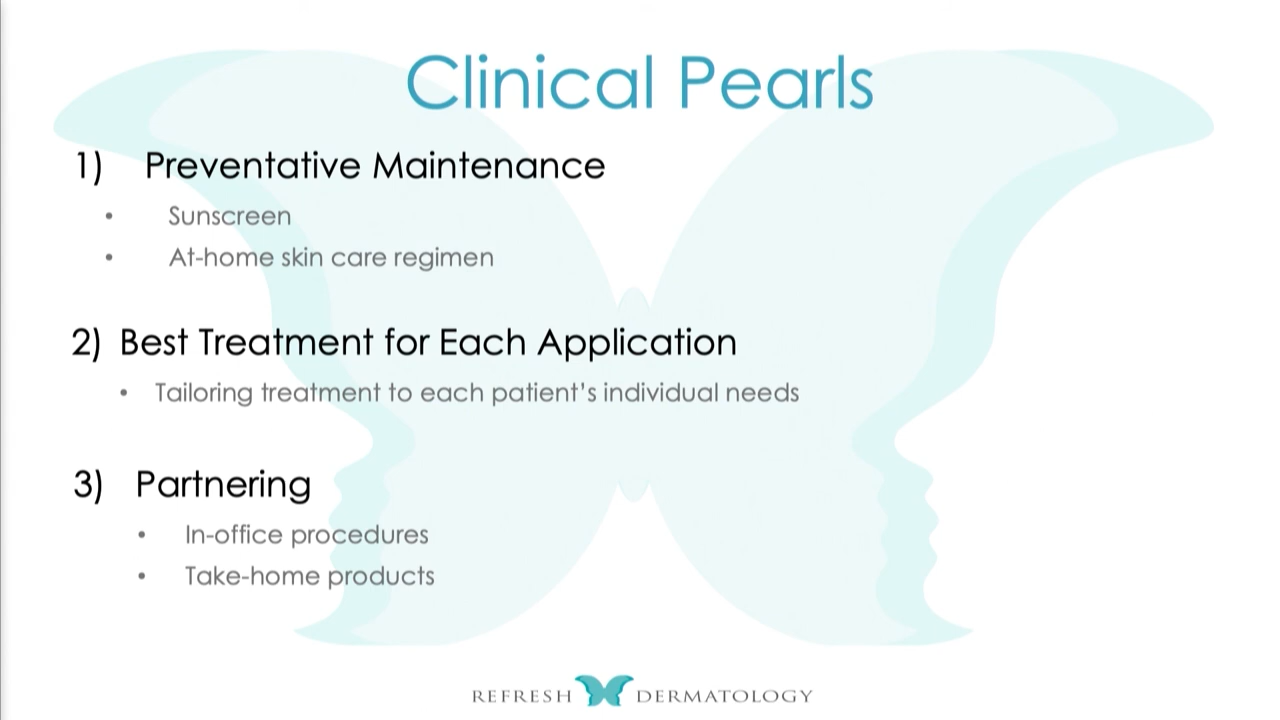 Clinical Pearls
1) Preventative Maintenance
• Sunscreen
• At-home skin care regimen
2) Best Treatment for Each Application
• Tailoring treatment to each patient's individual needs
3) Partnering
• In-office procedures
• Take-home products
REFRESH DERMATOLOGY